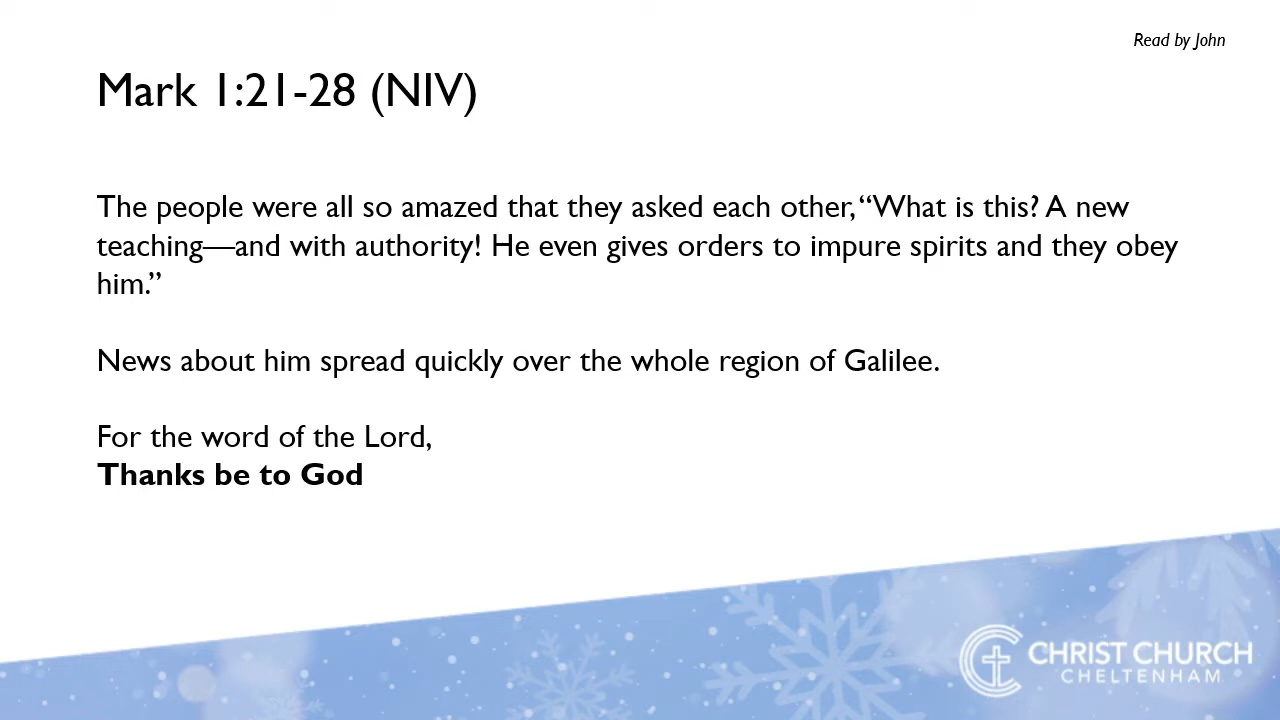 Read by John
Mark 1:21-28 (NIV)
The people were all so amazed that they asked each other, “What is this? A new
teaching—and with authority! He even gives orders to impure spirits and they obey
him.”
News about him spread quickly over the whole region of Galilee.
For the word of the Lord,
Thanks be to God
CHRIST CHURCH
CHELTENHAM